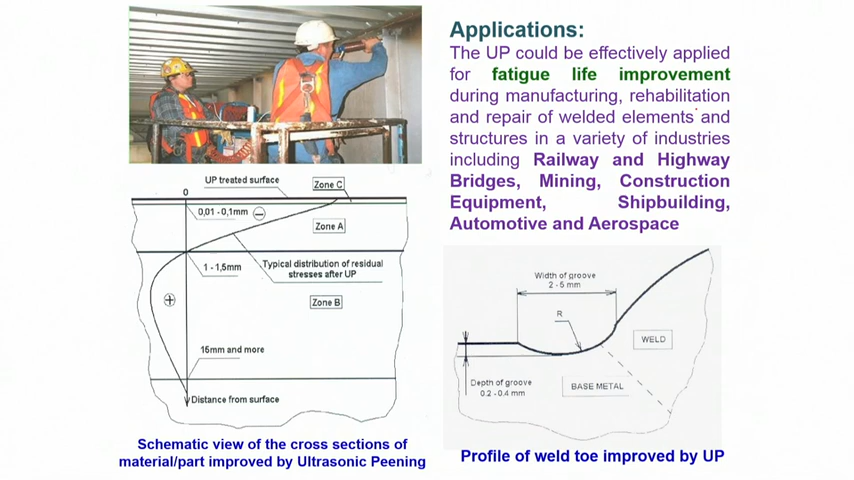 Applications:
The UP could be effectively applied
for fatigue life improvement
during manufacturing, rehabilitation
and repair of welded elements and
structures in a variety of industries
including Railway and Highway
Bridges, Mining, Construction
Equipment, Shipbuilding,
Automotive and Aerospace
UP treated surface
Zone C
0
0,01 - 0,1mm
Zone A
1 - 1,5mm
Typical distribution of residual
stresses after UP
Zone B
15mm and more
Distance from surface
Schematic view of the cross sections of
material/part improved by Ultrasonic Peening
Width of groove
2 - 5 mm
R
WELD
Depth of groove
0.2 - 0.4 mm
BASE METAL
Profile of weld toe improved by UP